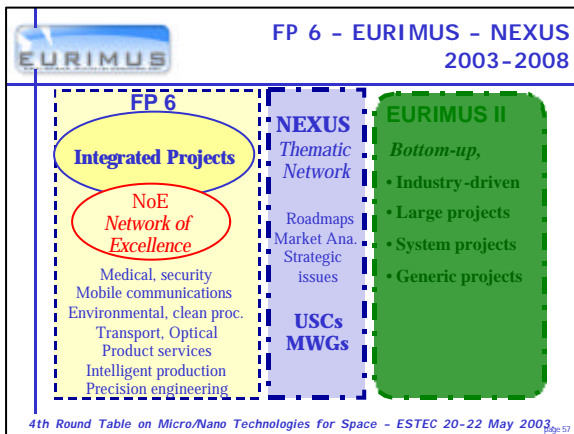 EURIMUS
FP 6 - EURIMUS - NEXUS
2003-2008
FP 6
Integrated Projects
NoE
Network of
Excellence
Medical, security
Mobile communications
Environmental, clean proc.
Transport, Optical
Product services
Intelligent production
Precision engineering
NEXUS
Thematic
Network
Roadmaps
Market Ana.
Strategic
issues
USCs
MWGs
EURIMUS II
Bottom-up,
• Industry-driven
• Large projects
• System projects
• Generic projects
4th Round Table on Micro/Nano Technologies for Space - ESTEC 20-22 May 2003
page 57